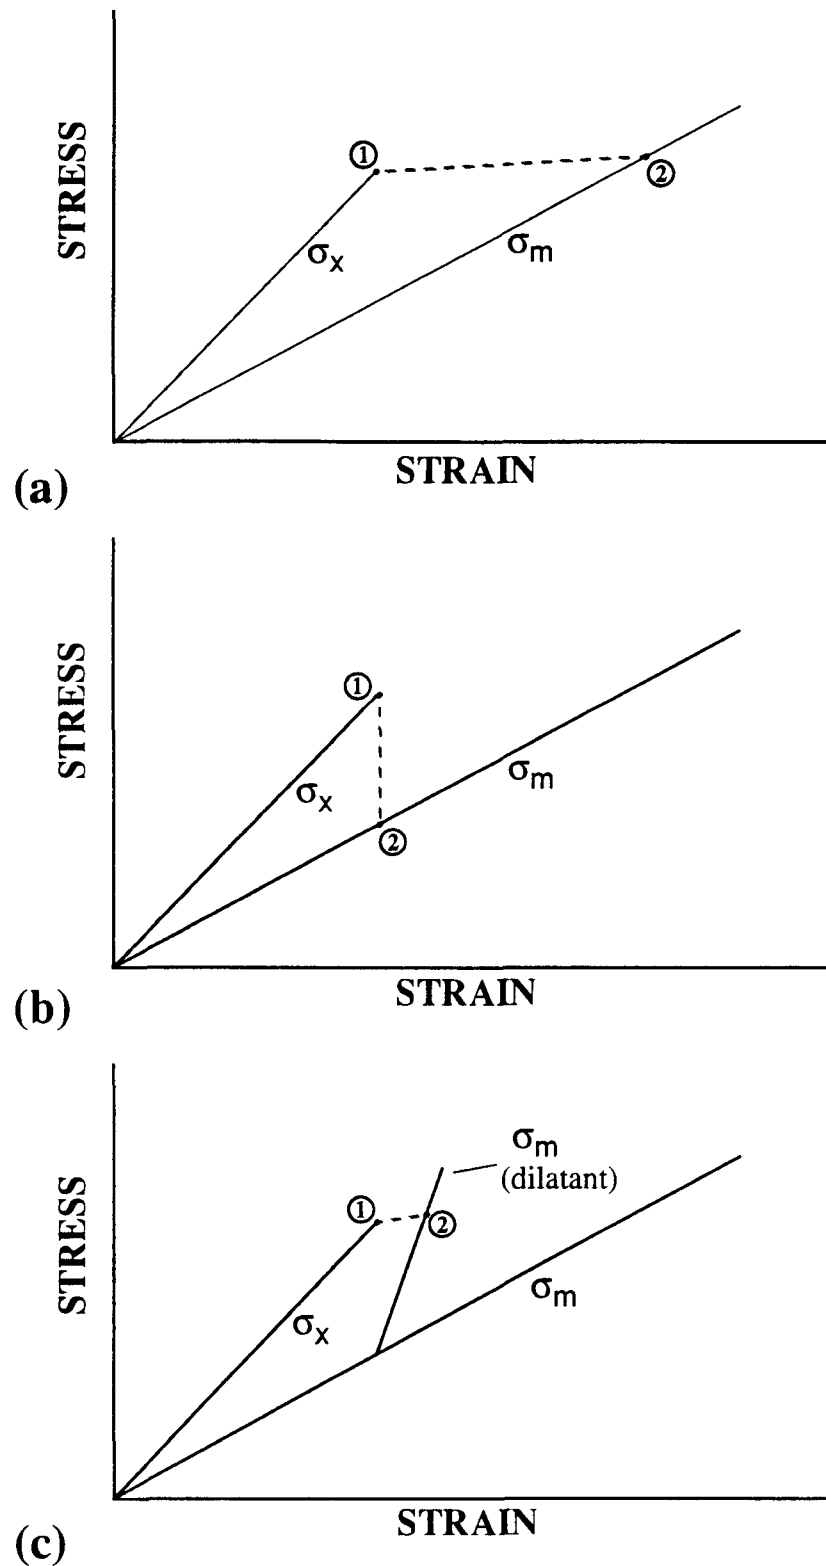 STRESS
①
②
σx
σm
STRAIN
(a)
STRESS
①
σx
σm
②
STRAIN
(b)
STRESS
σm
(dilatant)
①
②
σm
σx
STRAIN
(c)